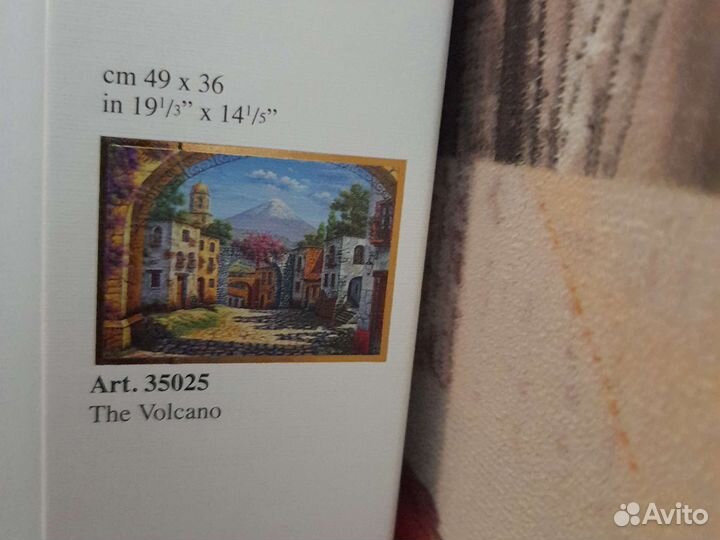 cm 49 x 36
in 19¹/₃” x 14¹/₅”
Art. 35025
The Volcano
Avito